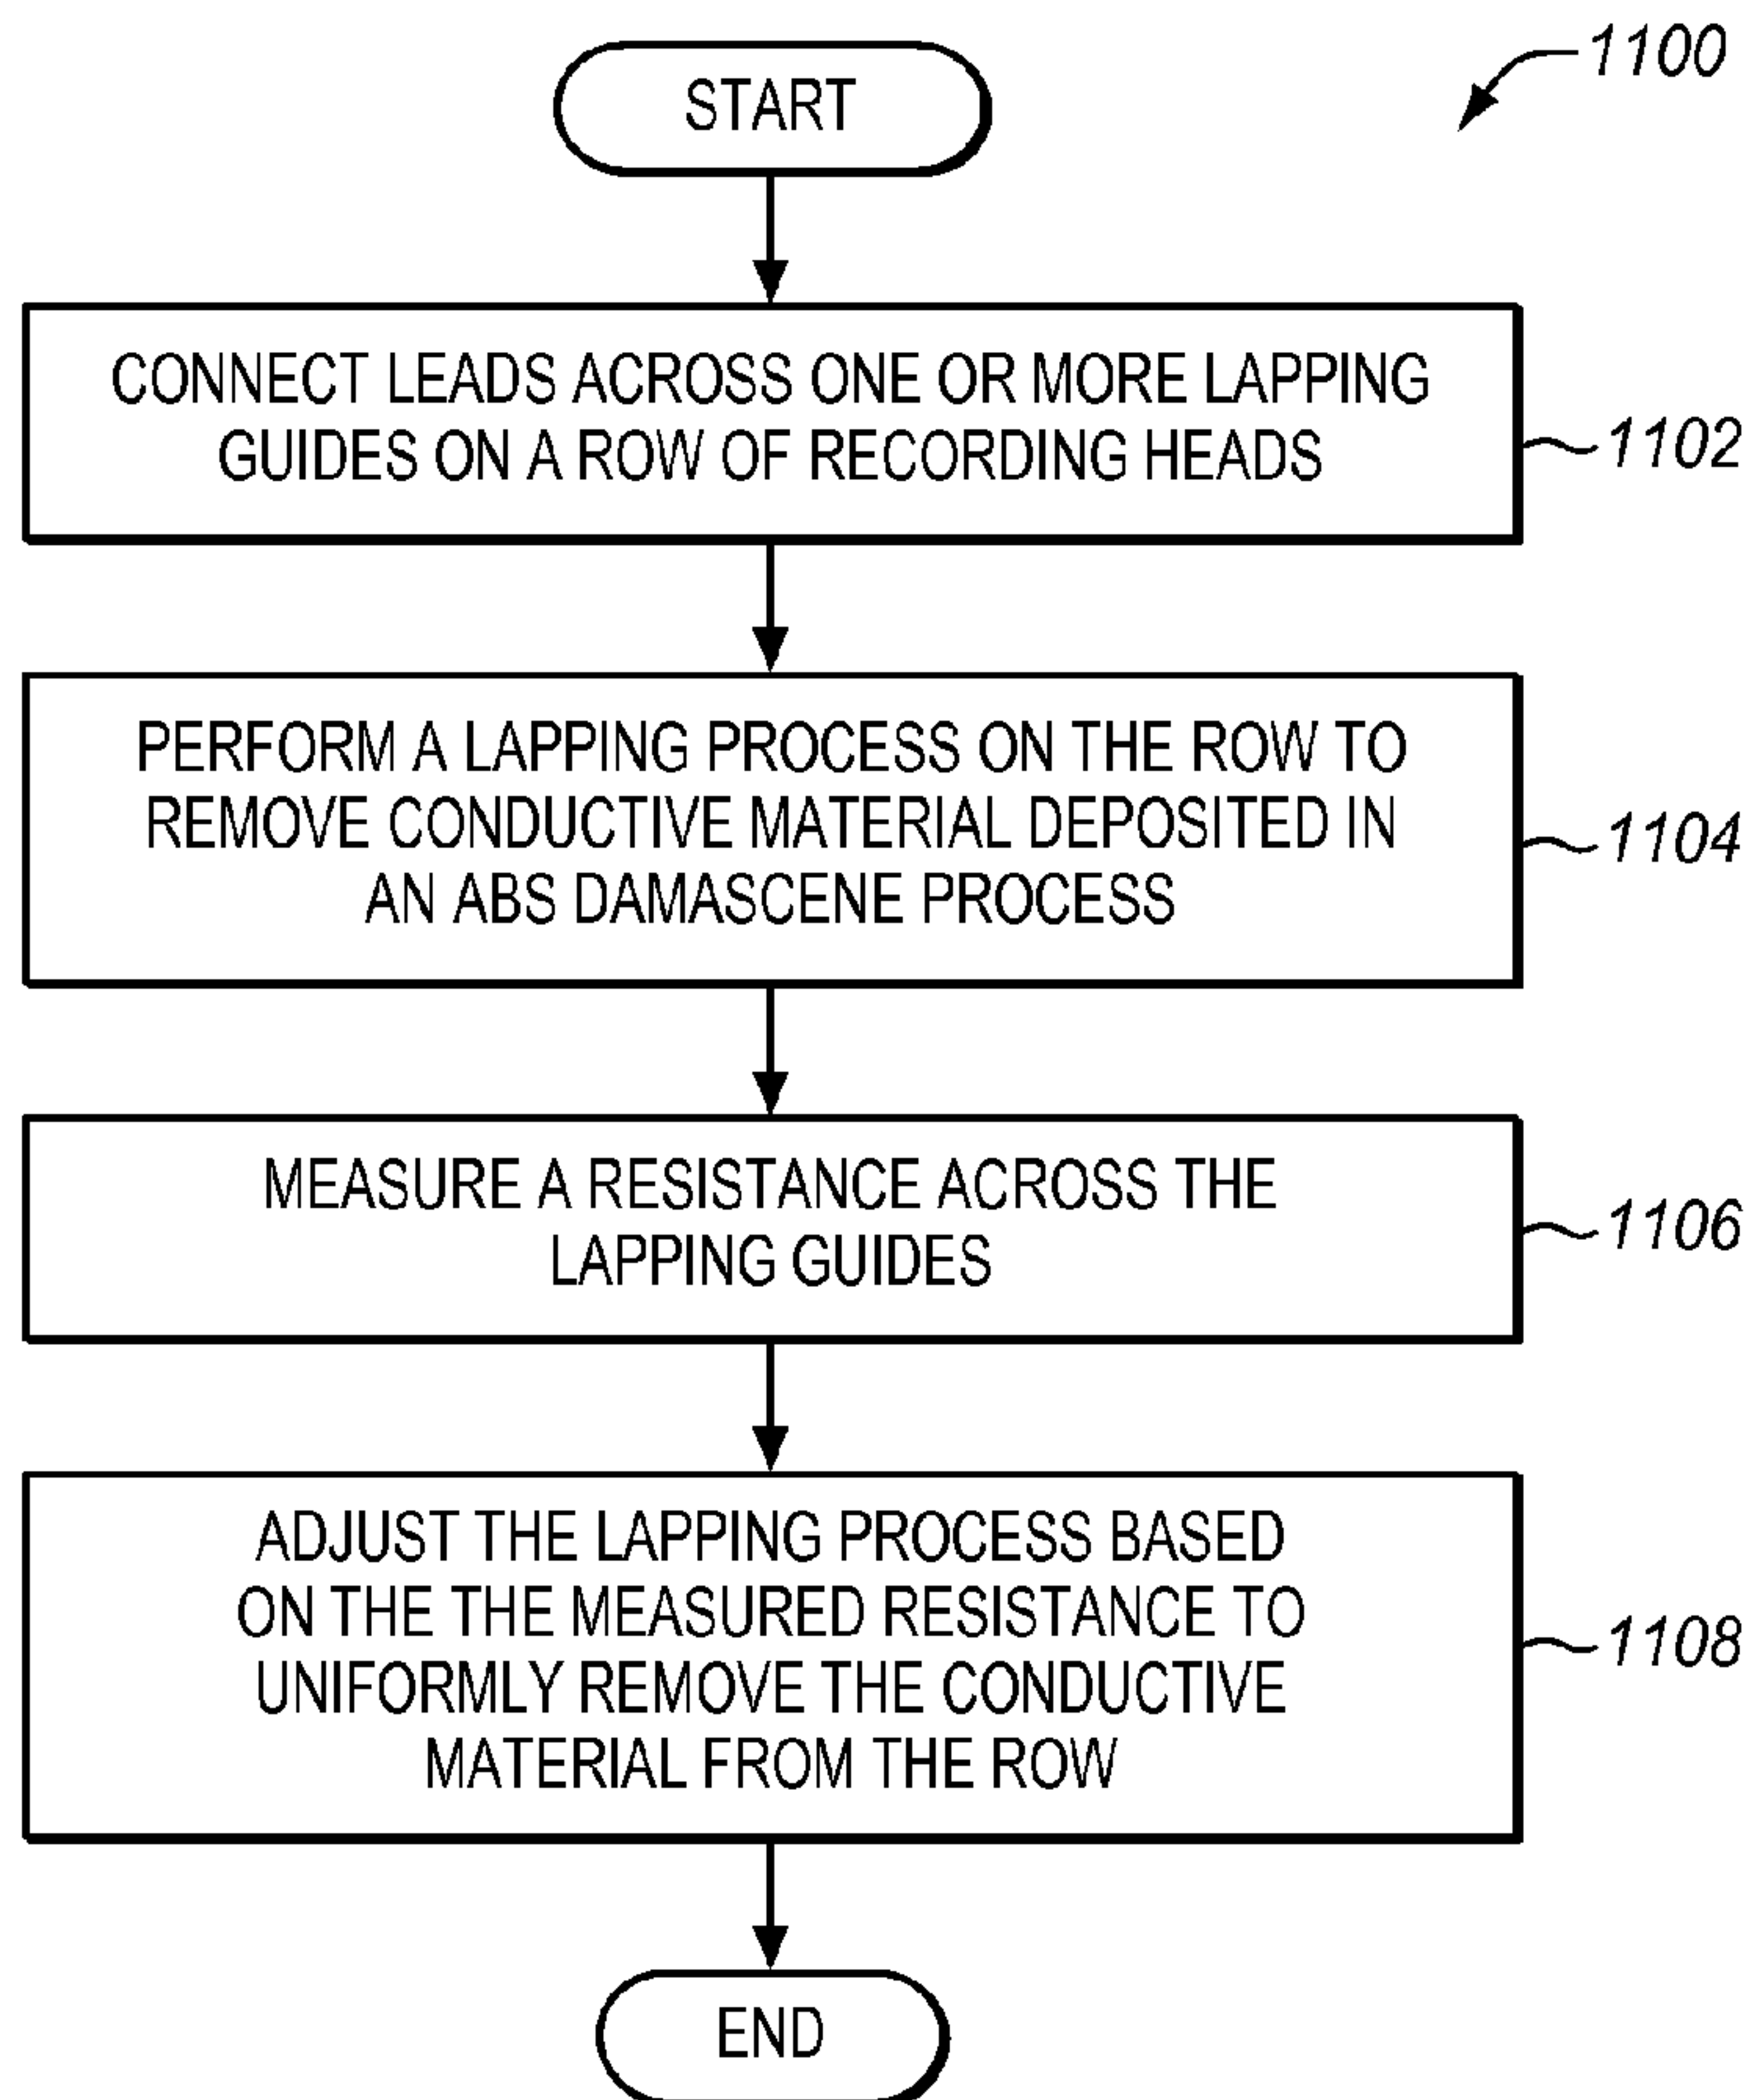 1100
START
CONNECT LEADS ACROSS ONE OR MORE LAPPING
GUIDES ON A ROW OF RECORDING HEADS
1102
PERFORM A LAPPING PROCESS ON THE ROW TO
REMOVE CONDUCTIVE MATERIAL DEPOSITED IN
AN ABS DAMASCENE PROCESS
1104
MEASURE A RESISTANCE ACROSS THE
LAPPING GUIDES
1106
ADJUST THE LAPPING PROCESS BASED
ON THE THE MEASURED RESISTANCE TO
UNIFORMLY REMOVE THE CONDUCTIVE
MATERIAL FROM THE ROW
1108
END